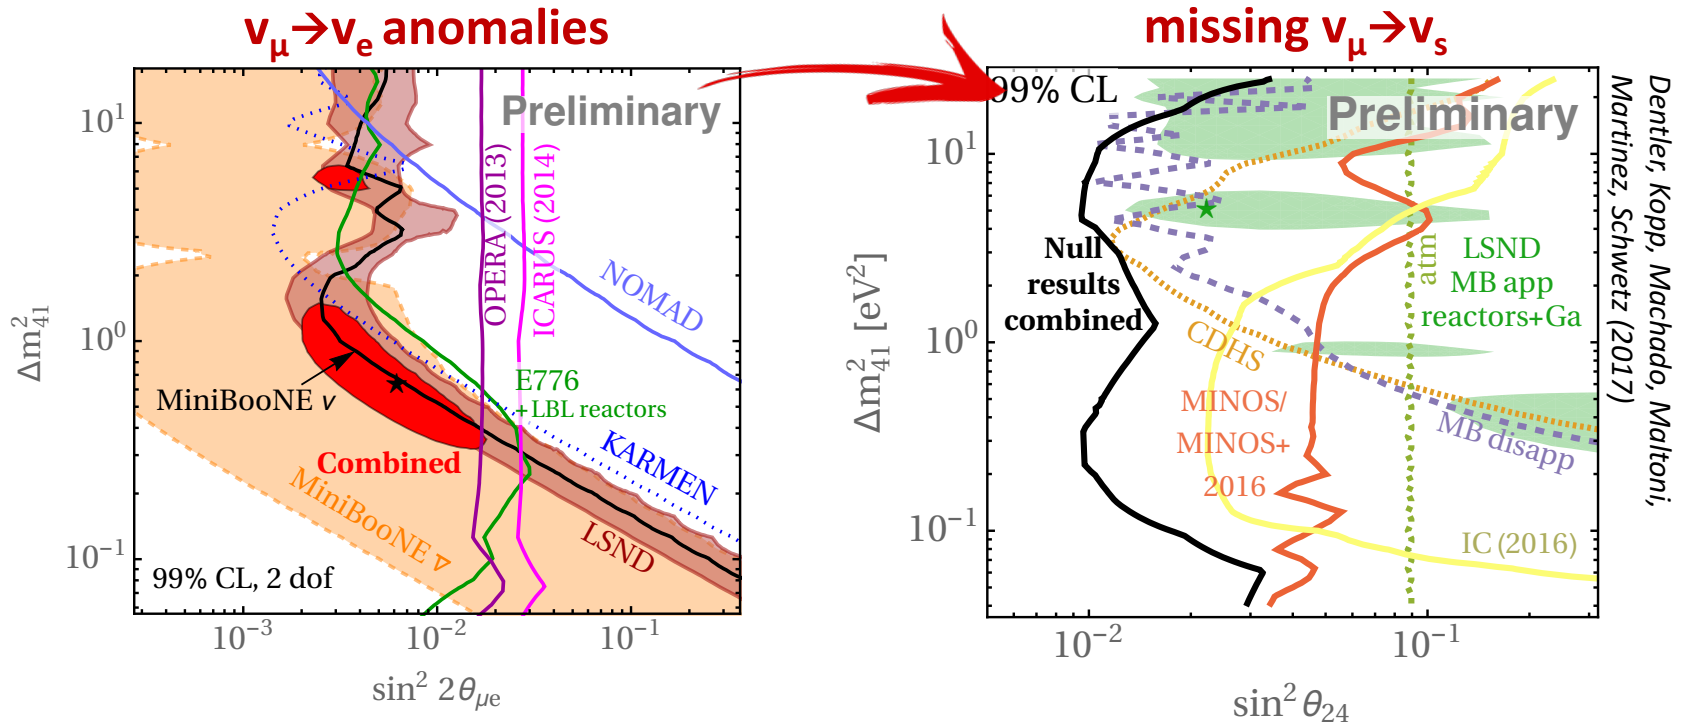 νμ→νe anomalies
missing νμ→νs
Preliminary
10¹
10⁰
10⁻¹
Δm²₄₁
OPERA (2013)
ICARUS (2014)
NOMAD
MiniBooNE ν
E776
+LBL reactors
Combined
KARMEN
MiniBooNE ν̄
LSND
99% CL, 2 dof
10⁻³
10⁻²
10⁻¹
sin² 2θμe
99% CL
Preliminary
10¹
10⁰
10⁻¹
Δm²₄₁ [eV²]
Null
results
combined
atm
LSND
MB app
reactors+Ga
CDHS
MINOS/
MINOS+
2016
MB disapp
IC (2016)
10⁻²
10⁻¹
sin² θ₂₄
Dentler, Kopp, Machado, Maltoni,
Martinez, Schwetz (2017)